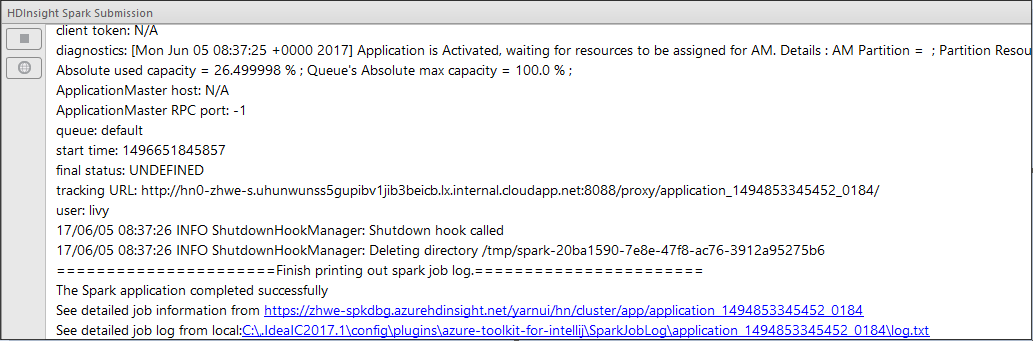 HDInsight Spark Submission
client token: N/A
diagnostics: [Mon Jun 05 08:37:25 +0000 2017] Application is Activated, waiting for resources to be assigned for AM. Details : AM Partition = ; Partition Resou
Absolute used capacity = 26.499998 % ; Queue's Absolute max capacity = 100.0 % ;
ApplicationMaster host: N/A
ApplicationMaster RPC port: -1
queue: default
start time: 1496651845857
final status: UNDEFINED
tracking URL: http://hn0-zhwe-s.uhunwunss5gupibv1jib3beicb.lx.internal.cloudapp.net:8088/proxy/application_1494853345452_0184/
user: livy
17/06/05 08:37:26 INFO ShutdownHookManager: Shutdown hook called
17/06/05 08:37:26 INFO ShutdownHookManager: Deleting directory /tmp/spark-20ba1590-7e8e-47f8-ac76-3912a95275b6
======================Finish printing out spark job log.=======================
The Spark application completed successfully
See detailed job information from https://zhwe-spkdbg.azurehdinsight.net/yarnui/hn/cluster/app/application_1494853345452_0184
See detailed job log from local:C:\.IdeaIC2017.1\config\plugins\azure-toolkit-for-intellij\SparkJobLog\application_1494853345452_0184\log.txt